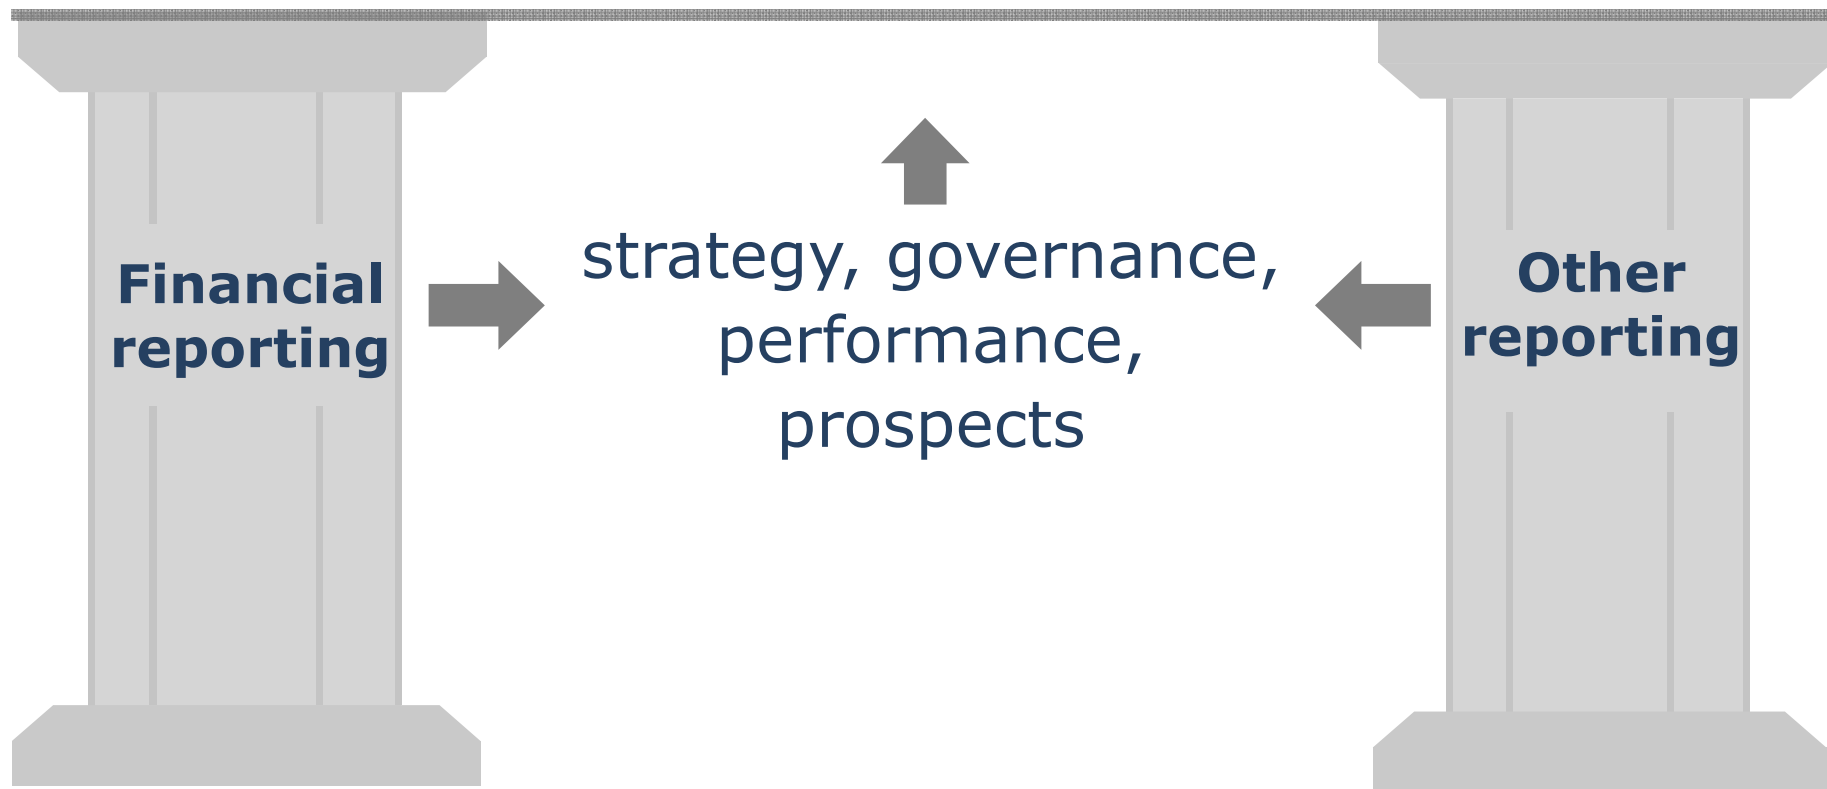 Financial
reporting
strategy, governance,
performance,
prospects
Other
reporting